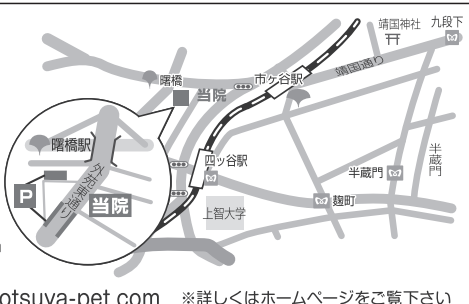 靖国神社
九段下
靖国通り
市ケ谷駅
曙橋
当院
曙橋駅
外苑東通り
P
当院
四ッ谷駅
上智大学
麹町
半蔵門
半蔵門
otsuya-pet.com ※詳しくはホームページをご覧下さい